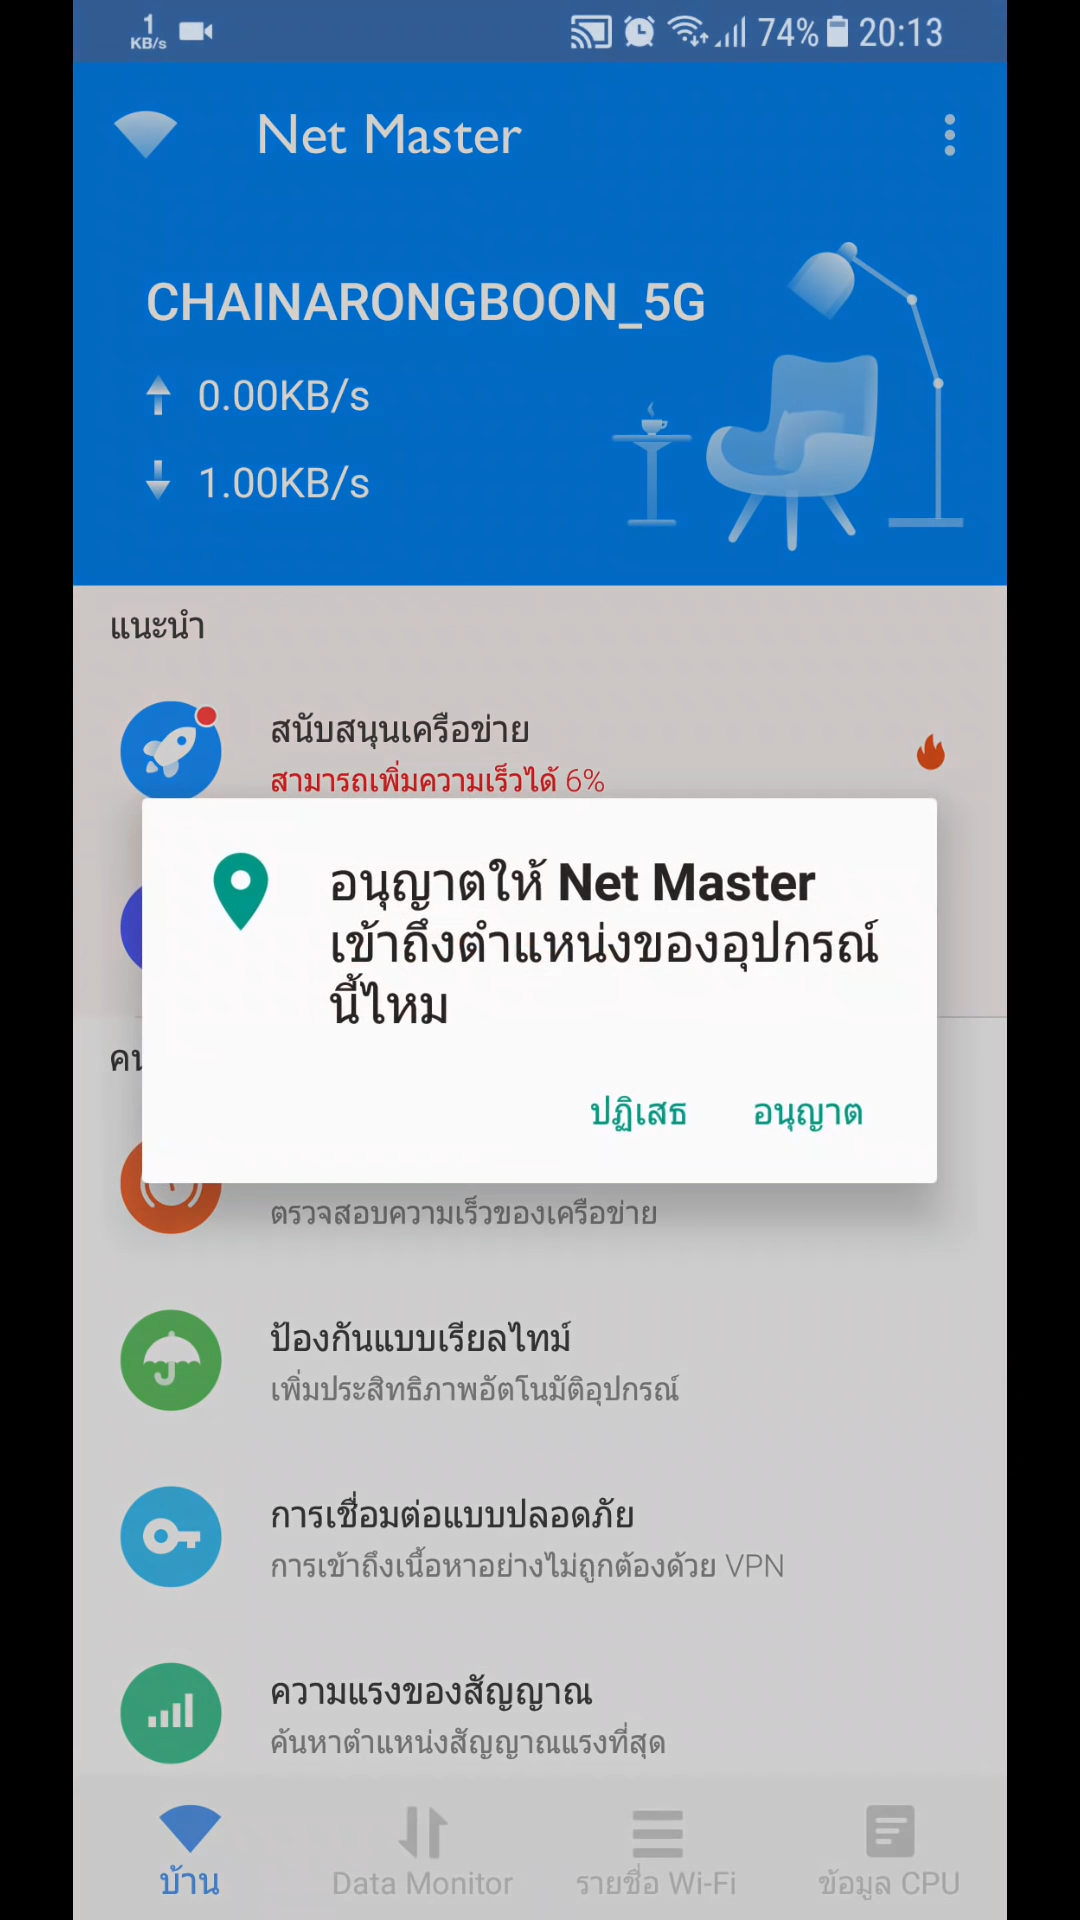 1
KB/s
74%
20:13
Net Master
CHAINARONGBOON_5G
0.00KB/s
1.00KB/s
แนะนำ
สนับสนุนเครือข่าย
สามารถเพิ่มความเร็วได้ 6%
อนุญาตให้ Net Master
เข้าถึงตำแหน่งของอุปกรณ์
นี้ไหม
ปฏิเสธ
อนุญาต
ตรวจสอบความเร็วของเครือข่าย
ป้องกันแบบเรียลไทม์
เพิ่มประสิทธิภาพอัตโนมัติอุปกรณ์
การเชื่อมต่อแบบปลอดภัย
การเข้าถึงเนื้อหาอย่างไม่ถูกต้องด้วย VPN
ความแรงของสัญญาณ
ค้นหาตำแหน่งสัญญาณแรงที่สุด
บ้าน
Data Monitor
รายชื่อ Wi-Fi
ข้อมูล CPU